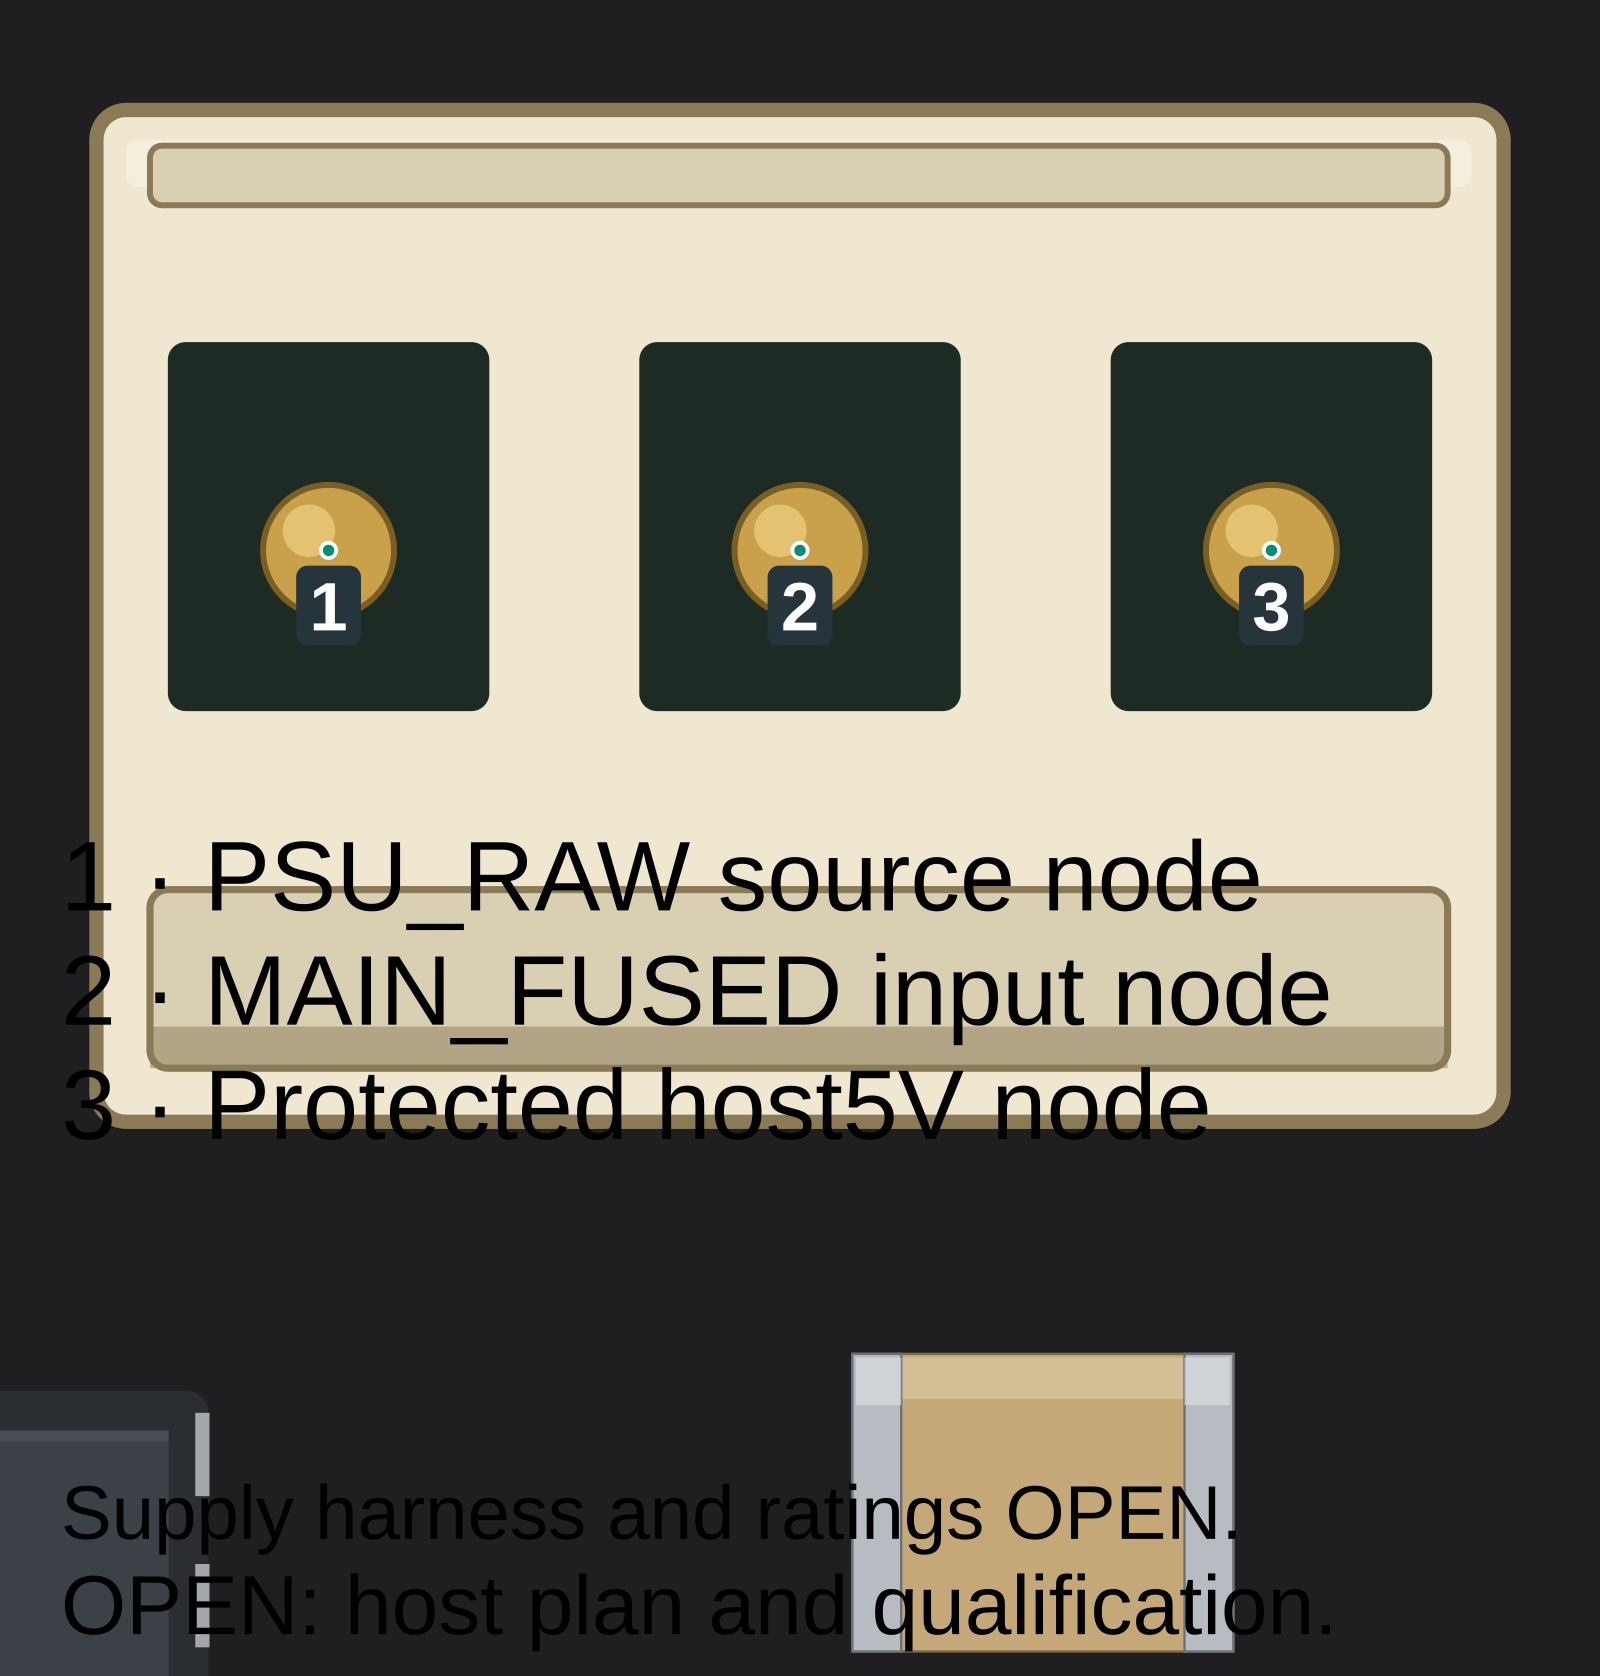 1 2 3
1 · PSU_RAW source node
2 · MAIN_FUSED input node
3 · Protected host5V node
Supply harness and ratings OPEN.
OPEN: host plan and qualification.